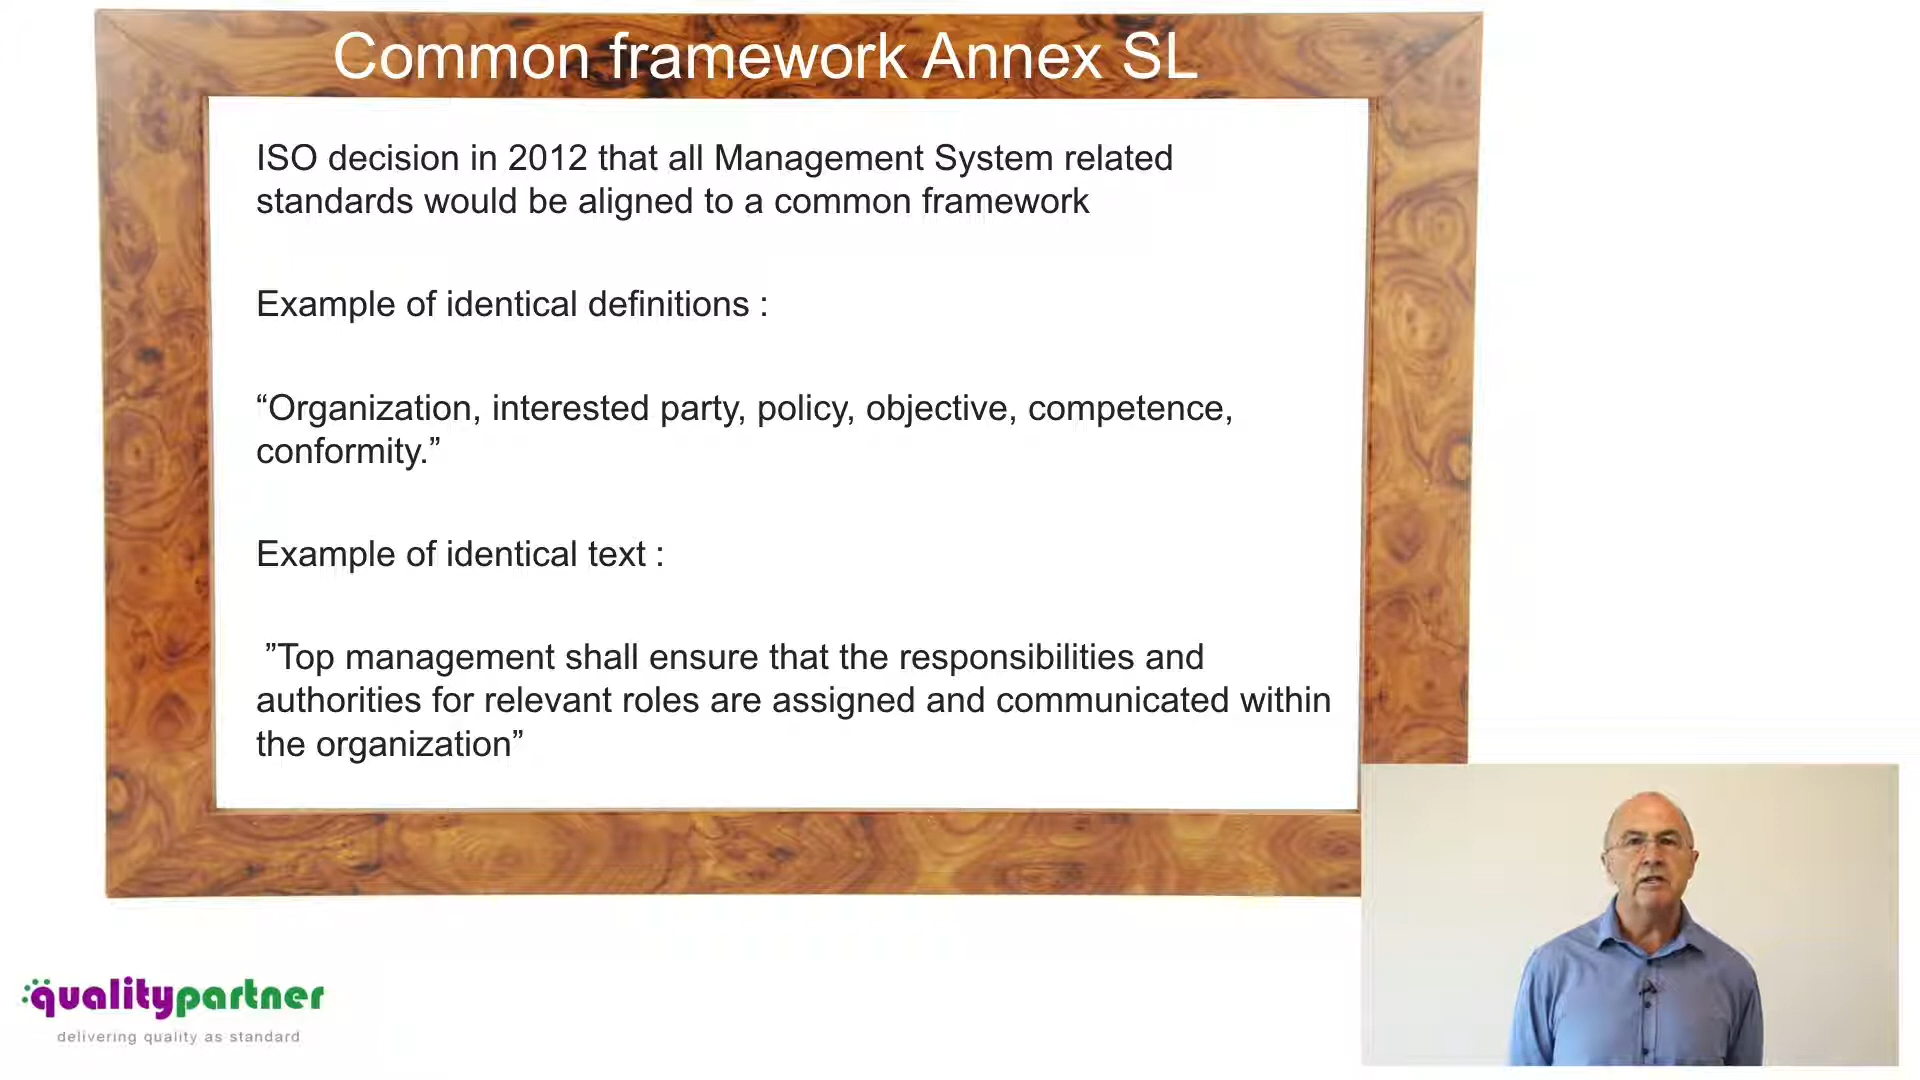 Common framework Annex SL
ISO decision in 2012 that all Management System related
standards would be aligned to a common framework
Example of identical definitions :
“Organization, interested party, policy, objective, competence,
conformity.”
Example of identical text :
”Top management shall ensure that the responsibilities and
authorities for relevant roles are assigned and communicated within
the organization”
qualitypartner
delivering quality as standard